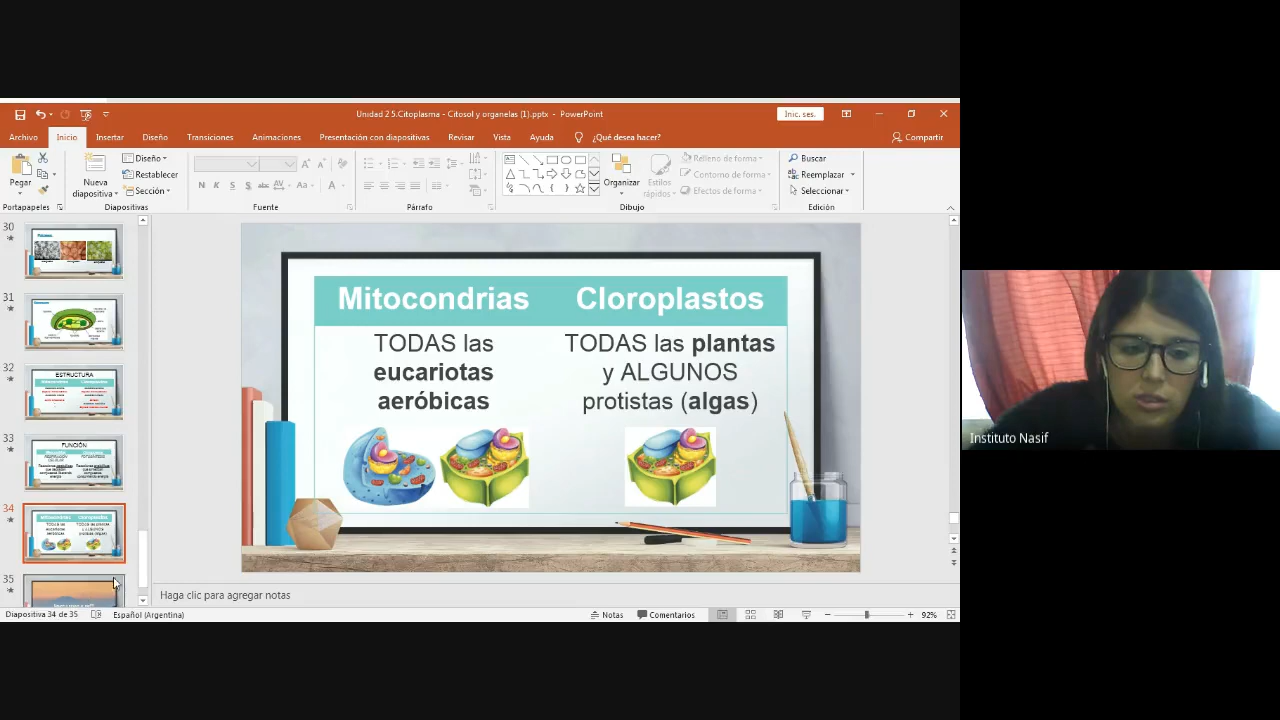 Unidad 2 5.Citoplasma - Citosol y organelas (1).pptx - PowerPoint
Inic. ses.
Archivo Inicio Insertar Diseño Transiciones Animaciones Presentación con diapositivas Revisar Vista Ayuda ¿Qué desea hacer? Compartir
Pegar
Portapapeles
Nueva diapositiva
Diseño
Restablecer
Sección
Diapositivas
N K S S abc AV Aa A
Fuente
Párrafo
Organizar
Estilos rápidos
Relleno de forma
Contorno de forma
Efectos de forma
Dibujo
Buscar
Reemplazar
Seleccionar
Edición
30
31
32
ESTRUCTURA
33
FUNCIÓN
34
35
Mitocondrias Cloroplastos
TODAS las
eucariotas
aeróbicas
TODAS las plantas
y ALGUNOS
protistas (algas)
Haga clic para agregar notas
Diapositiva 34 de 35 Español (Argentina) Notas Comentarios 92%
Instituto Nasif